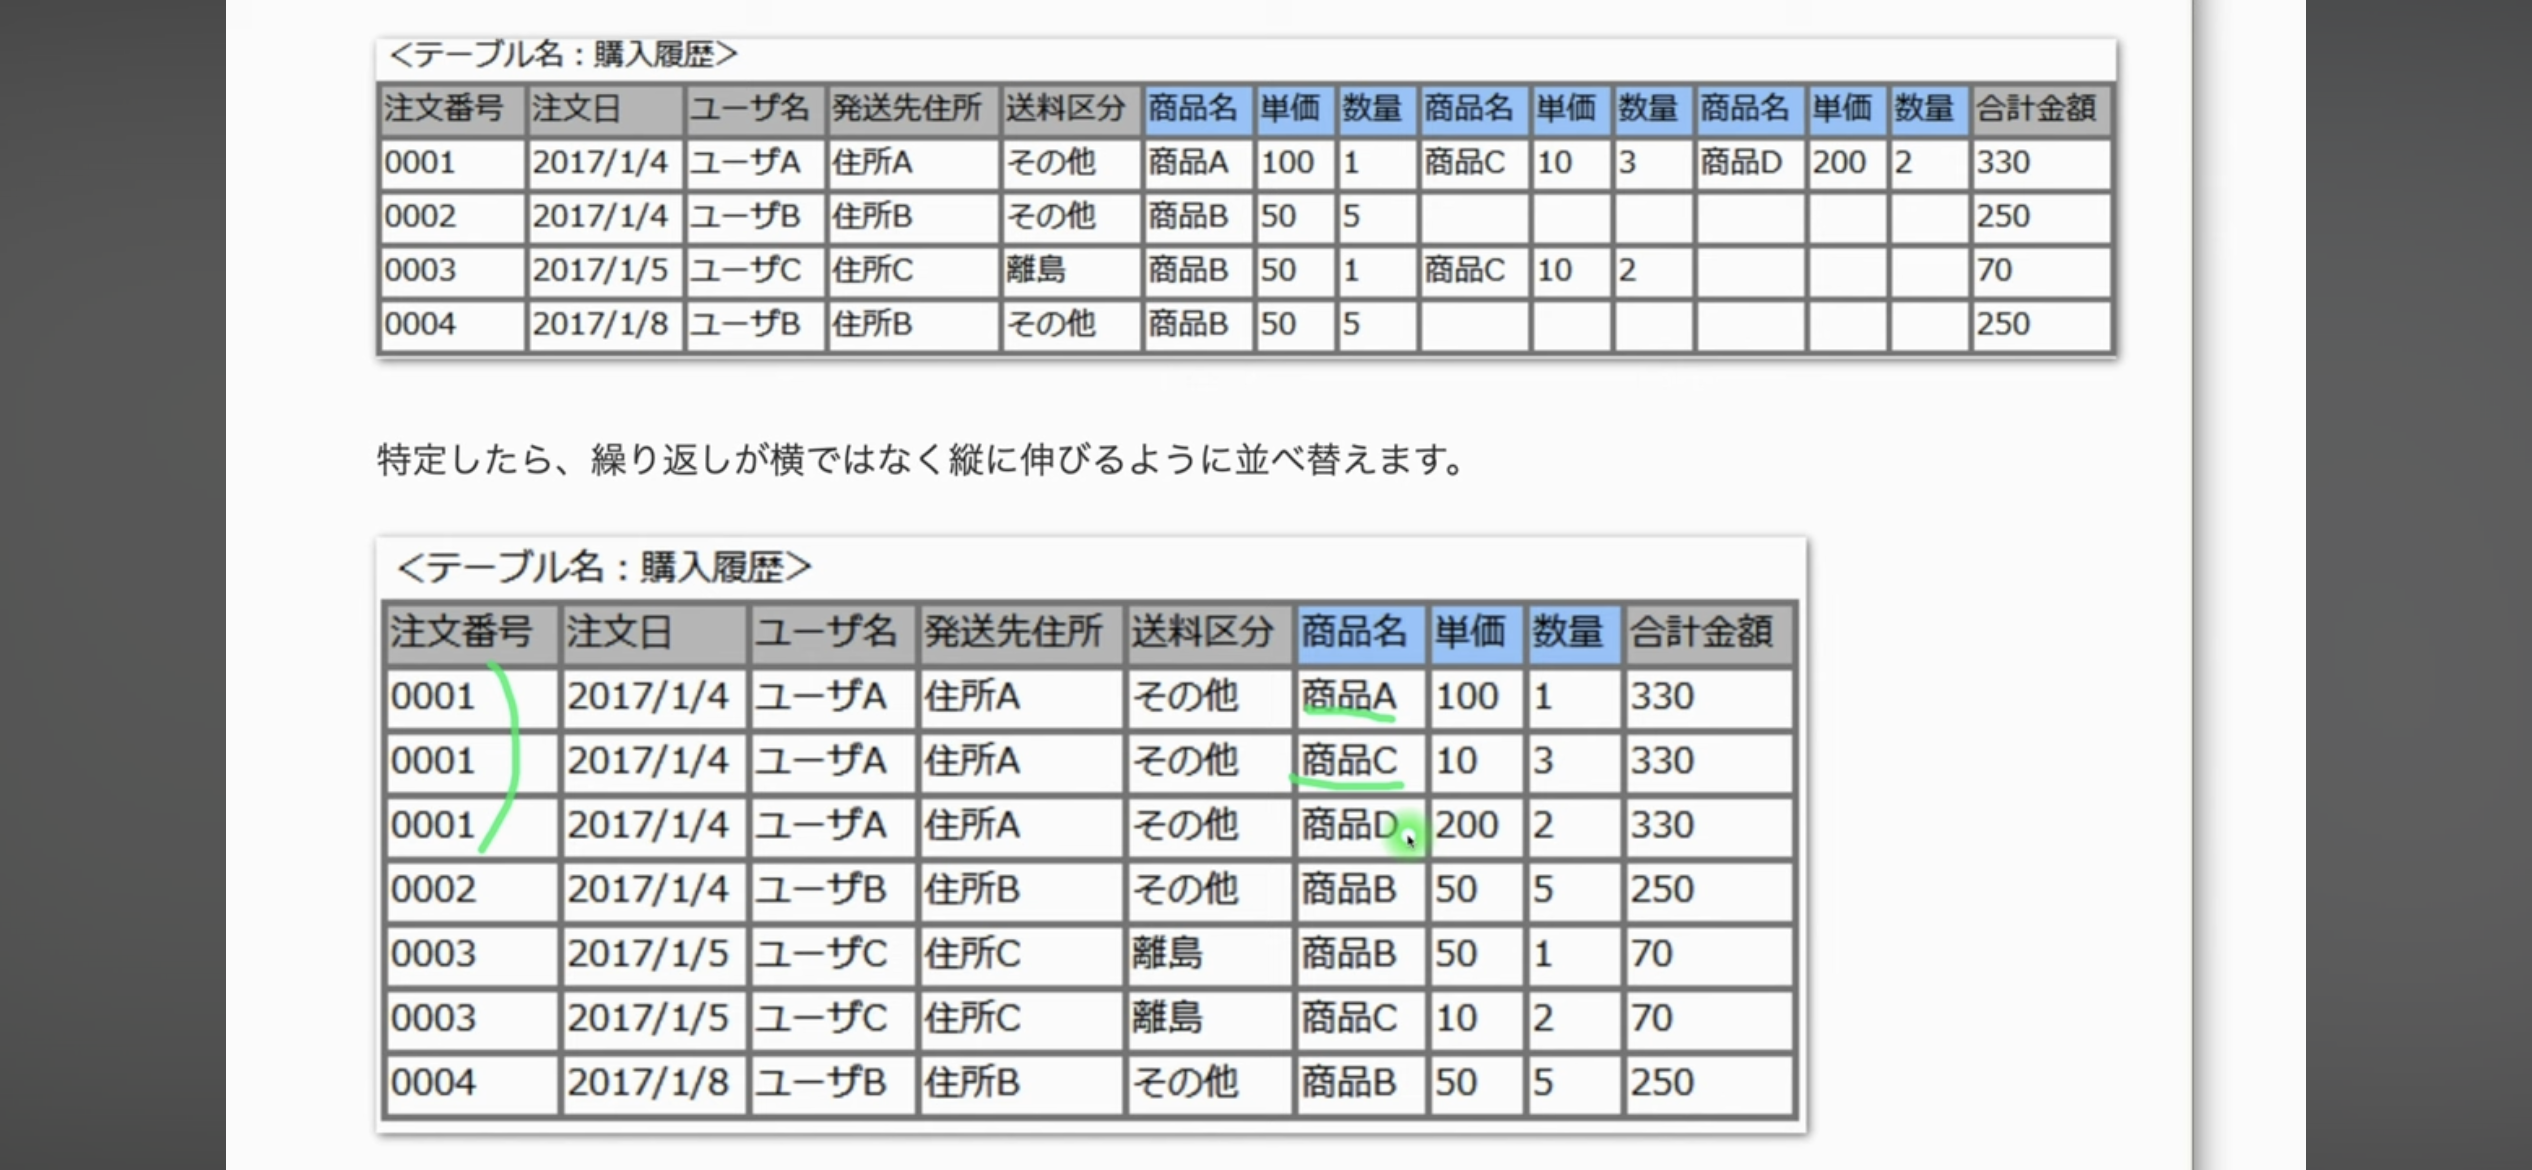 ＜テーブル名：購入履歴＞
注文番号 注文日 ユーザ名 発送先住所 送料区分 商品名 単価 数量 商品名 単価 数量 商品名 単価 数量 合計金額
0001 2017/1/4 ユーザA 住所A その他 商品A 100 1 商品C 10 3 商品D 200 2 330
0002 2017/1/4 ユーザB 住所B その他 商品B 50 5 250
0003 2017/1/5 ユーザC 住所C 離島 商品B 50 1 商品C 10 2 70
0004 2017/1/8 ユーザB 住所B その他 商品B 50 5 250
特定したら、繰り返しが横ではなく縦に伸びるように並べ替えます。
＜テーブル名：購入履歴＞
注文番号 注文日 ユーザ名 発送先住所 送料区分 商品名 単価 数量 合計金額
0001 2017/1/4 ユーザA 住所A その他 商品A 100 1 330
0001 2017/1/4 ユーザA 住所A その他 商品C 10 3 330
0001 2017/1/4 ユーザA 住所A その他 商品D 200 2 330
0002 2017/1/4 ユーザB 住所B その他 商品B 50 5 250
0003 2017/1/5 ユーザC 住所C 離島 商品B 50 1 70
0003 2017/1/5 ユーザC 住所C 離島 商品C 10 2 70
0004 2017/1/8 ユーザB 住所B その他 商品B 50 5 250